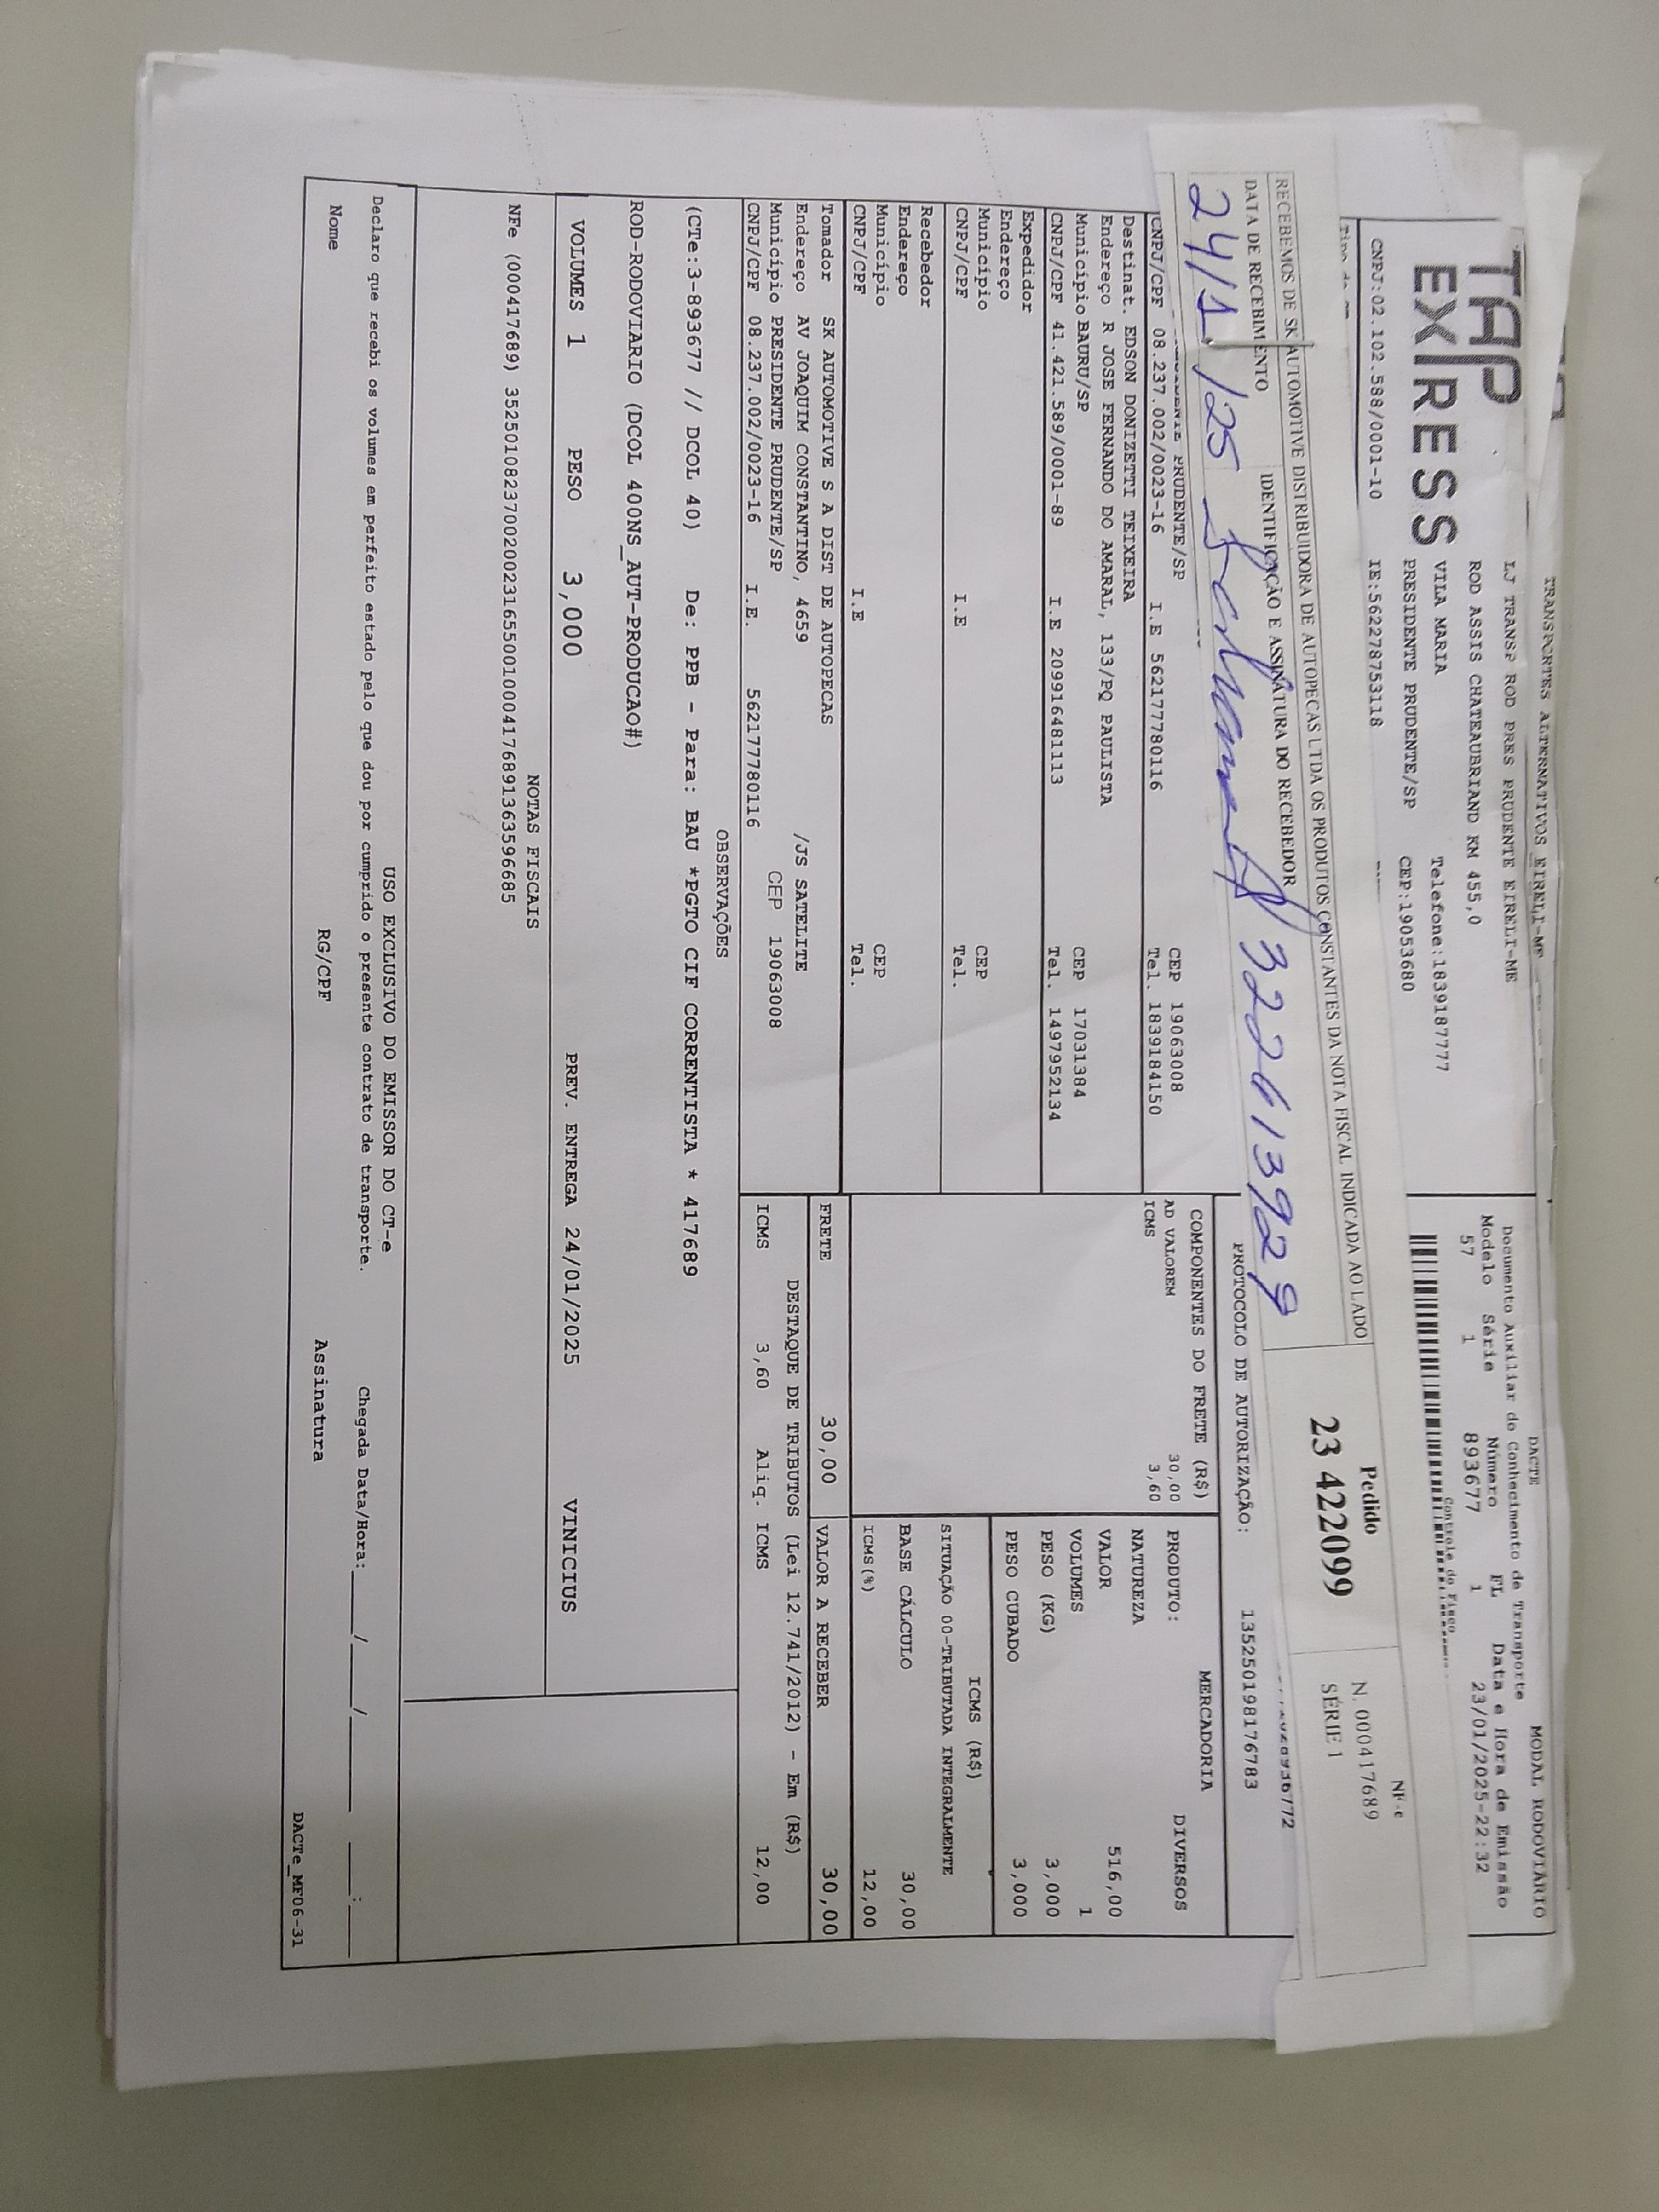 TRANSPORTES ALTERNATIVOS EIRELI-ME
TAP
EXPRESS
LJ TRANSP ROD PRES PRUDENTE EIRELI-ME
ROD ASSIS CHATEAUBRIAND KM 455,0
VILA MARIA Telefone:1839187777
PRESIDENTE PRUDENTE/SP CEP:19053680
CNPJ:02.102.588/0001-10 IE:562278753118
DACTE MODAL RODOVIÁRIO
Documento Auxiliar do Conhecimento de Transporte
Modelo Série Número FL Data e Hora de Emissão
57 1 893677 1 23/01/2025-22:32
Controle do Fisco
RECEBEMOS DE SK AUTOMOTIVE DISTRIBUIDORA DE AUTOPECAS LTDA OS PRODUTOS CONSTANTES DA NOTA FISCAL INDICADA AO LADO
DATA DE RECEBIMENTO IDENTIFICAÇÃO E ASSINATURA DO RECEBEDOR
24/1/25 322613929
Pedido
23 422099
NF-e
N. 000417689
SÉRIE 1
PROTOCOLO DE AUTORIZAÇÃO: 135250198176783
PRUDENTE/SP CEP 19063008
CNPJ/CPF 08.237.002/0023-16 I.E 562177780116 Tel. 1839184150
Destinat. EDSON DONIZETTI TEIXEIRA
Endereço R JOSE FERNANDO DO AMARAL, 133/PQ PAULISTA
Município BAURU/SP CEP 17031384
CNPJ/CPF 41.421.589/0001-89 I.E 209916481113 Tel. 1497952134
Expedidor
Endereço
Município CEP
CNPJ/CPF I.E Tel.
Recebedor
Endereço
Município CEP
CNPJ/CPF I.E Tel.
Tomador SK AUTOMOTIVE S A DIST DE AUTOPECAS
Endereço AV JOAQUIM CONSTANTINO, 4659 /JS SATELITE
Município PRESIDENTE PRUDENTE/SP CEP 19063008
CNPJ/CPF 08.237.002/0023-16 I.E. 562177780116
COMPONENTES DO FRETE (R$)
AD VALOREM 30,00
ICMS 3,60
MERCADORIA
PRODUTO: DIVERSOS
NATUREZA
VALOR 516,00
VOLUMES 1
PESO (KG) 3,000
PESO CUBADO 3,000
ICMS (R$)
SITUAÇÃO 00-TRIBUTADA INTEGRALMENTE
BASE CÁLCULO 30,00
ICMS(%) 12,00
FRETE 30,00 VALOR A RECEBER 30,00
DESTAQUE DE TRIBUTOS (Lei 12.741/2012) - Em (R$)
ICMS 3,60 Aliq. ICMS 12,00
OBSERVAÇÕES
(CTe:3-893677 // DCOL 40) De: PPB - Para: BAU *PGTO CIF CORRENTISTA * 417689
ROD-RODOVIARIO (DCOL 400NS_AUT-PRODUCAO#)
VOLUMES 1 PESO 3,000 PREV. ENTREGA 24/01/2025 VINICIUS
NOTAS FISCAIS
NFe (000417689) 35250108237002002316550010004176891363596685
USO EXCLUSIVO DO EMISSOR DO CT-e
Declaro que recebi os volumes em perfeito estado pelo que dou por cumprido o presente contrato de transporte. Chegada Data/Hora:____/____/____ ___:___
Nome RG/CPF Assinatura
DACTe_MF06-31